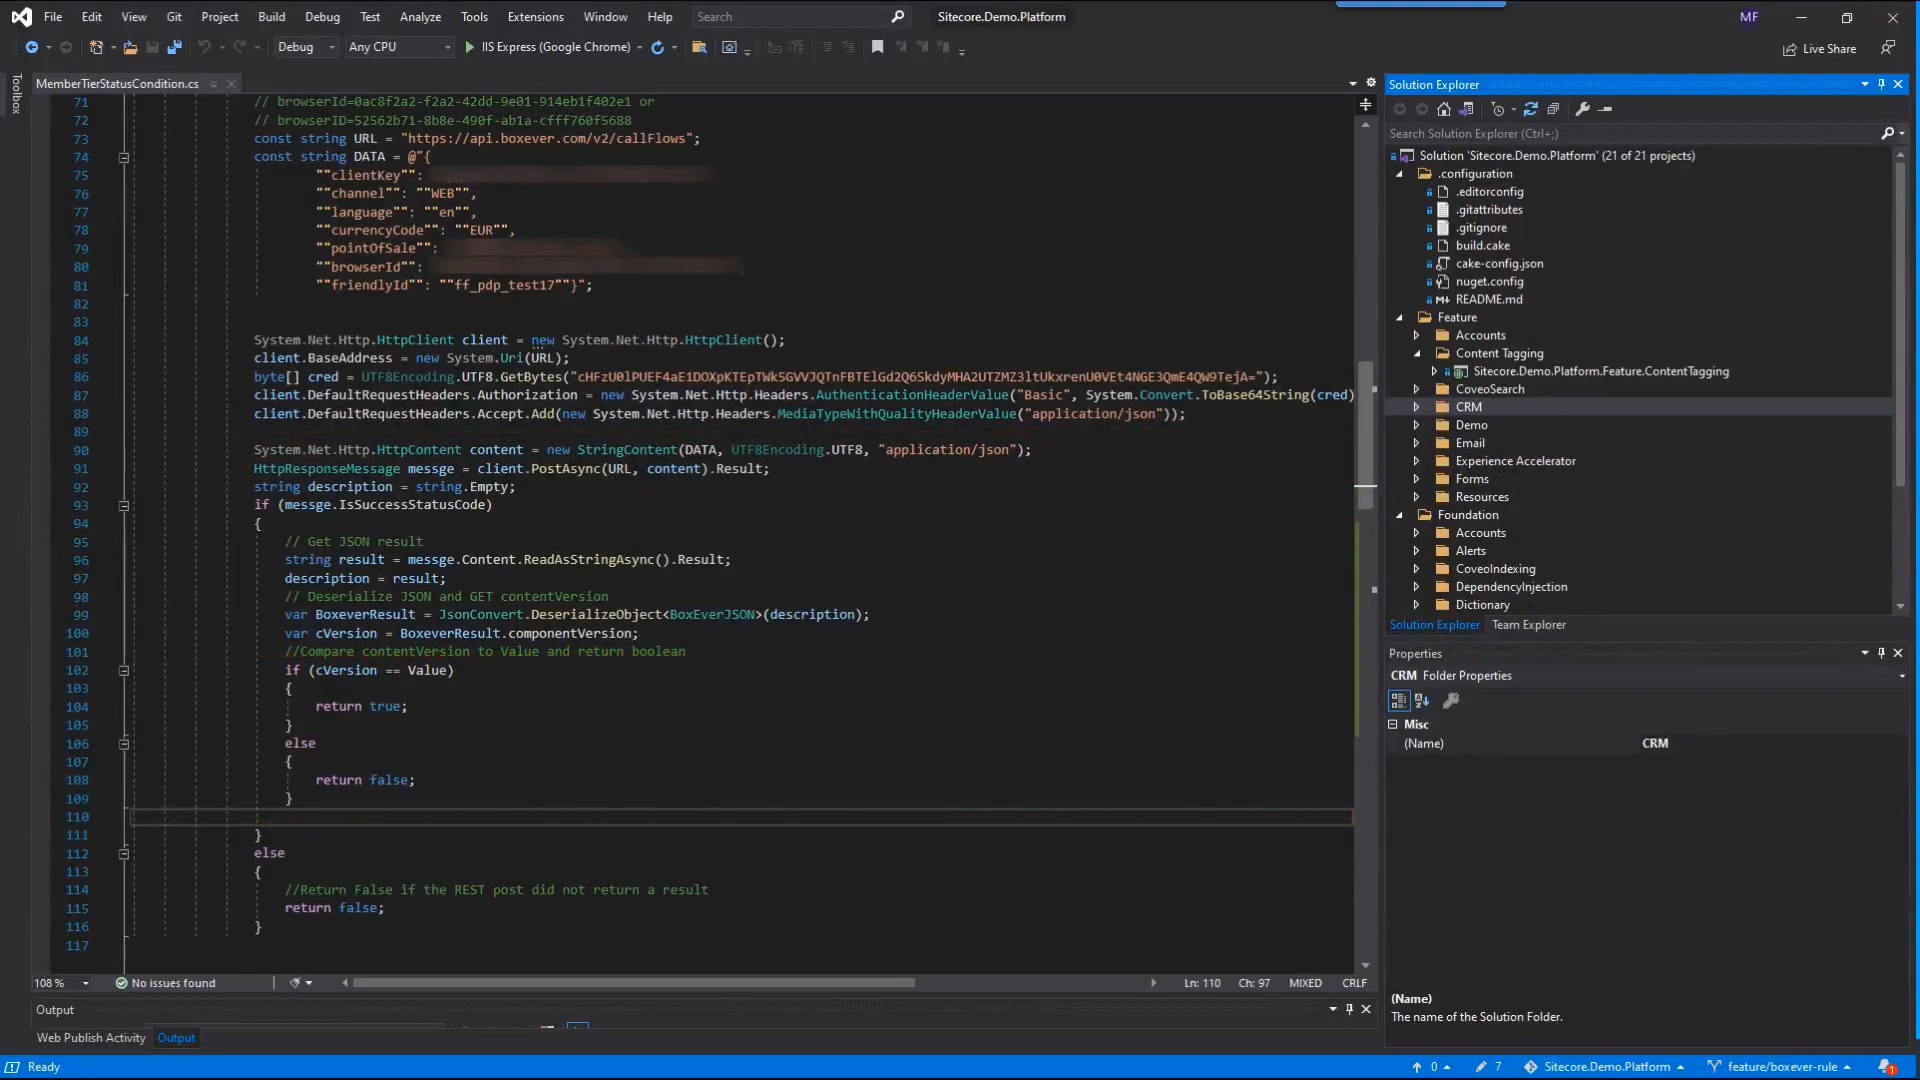 File Edit View Git Project Build Debug Test Analyze Tools Extensions Window Help Search Sitecore.Demo.Platform MF
Debug Any CPU IIS Express (Google Chrome) Live Share
Toolbox
MemberTierStatusCondition.cs
71 // browserId=0ac8f2a2-f2a2-42dd-9e01-914eb1f402e1 or
72 // browserID=52562b71-8b8e-490f-ab1a-cfff760f5688
73 const string URL = "https://api.boxever.com/v2/callFlows";
74 const string DATA = @"{
75 ""clientKey"":
76 ""channel"": ""WEB"",
77 ""language"": ""en"",
78 ""currencyCode"": ""EUR"",
79 ""pointOfSale"":
80 ""browserId"":
81 ""friendlyId"": ""ff_pdp_test17""}";
82
83
84 System.Net.Http.HttpClient client = new System.Net.Http.HttpClient();
85 client.BaseAddress = new System.Uri(URL);
86 byte[] cred = UTF8Encoding.UTF8.GetBytes("cHFzU0lPUEF4aE1DOXpKTEpTWk5GVVJQTnFBTElGd2Q6SkdyMHA2UTZMZ3ltUkxrenU0VEt4NGE3QmE4QW9TejA=");
87 client.DefaultRequestHeaders.Authorization = new System.Net.Http.Headers.AuthenticationHeaderValue("Basic", System.Convert.ToBase64String(cred)
88 client.DefaultRequestHeaders.Accept.Add(new System.Net.Http.Headers.MediaTypeWithQualityHeaderValue("application/json"));
89
90 System.Net.Http.HttpContent content = new StringContent(DATA, UTF8Encoding.UTF8, "application/json");
91 HttpResponseMessage messge = client.PostAsync(URL, content).Result;
92 string description = string.Empty;
93 if (messge.IsSuccessStatusCode)
94 {
95 // Get JSON result
96 string result = messge.Content.ReadAsStringAsync().Result;
97 description = result;
98 // Deserialize JSON and GET contentVersion
99 var BoxeverResult = JsonConvert.DeserializeObject<BoxEverJSON>(description);
100 var cVersion = BoxeverResult.componentVersion;
101 //Compare contentVersion to Value and return boolean
102 if (cVersion == Value)
103 {
104 return true;
105 }
106 else
107 {
108 return false;
109 }
110
111 }
112 else
113 {
114 //Return False if the REST post did not return a result
115 return false;
116 }
117
108 % No issues found Ln: 110 Ch: 97 MIXED CRLF
Output
Web Publish Activity Output
Solution Explorer
Search Solution Explorer (Ctrl+;)
Solution 'Sitecore.Demo.Platform' (21 of 21 projects)
.configuration
.editorconfig
.gitattributes
.gitignore
build.cake
cake-config.json
nuget.config
README.md
Feature
Accounts
Content Tagging
Sitecore.Demo.Platform.Feature.ContentTagging
CoveoSearch
CRM
Demo
Email
Experience Accelerator
Forms
Resources
Foundation
Accounts
Alerts
CoveoIndexing
DependencyInjection
Dictionary
Solution Explorer Team Explorer
Properties
CRM Folder Properties
Misc
(Name) CRM
(Name)
The name of the Solution Folder.
Ready 0 7 Sitecore.Demo.Platform feature/boxever-rule 1